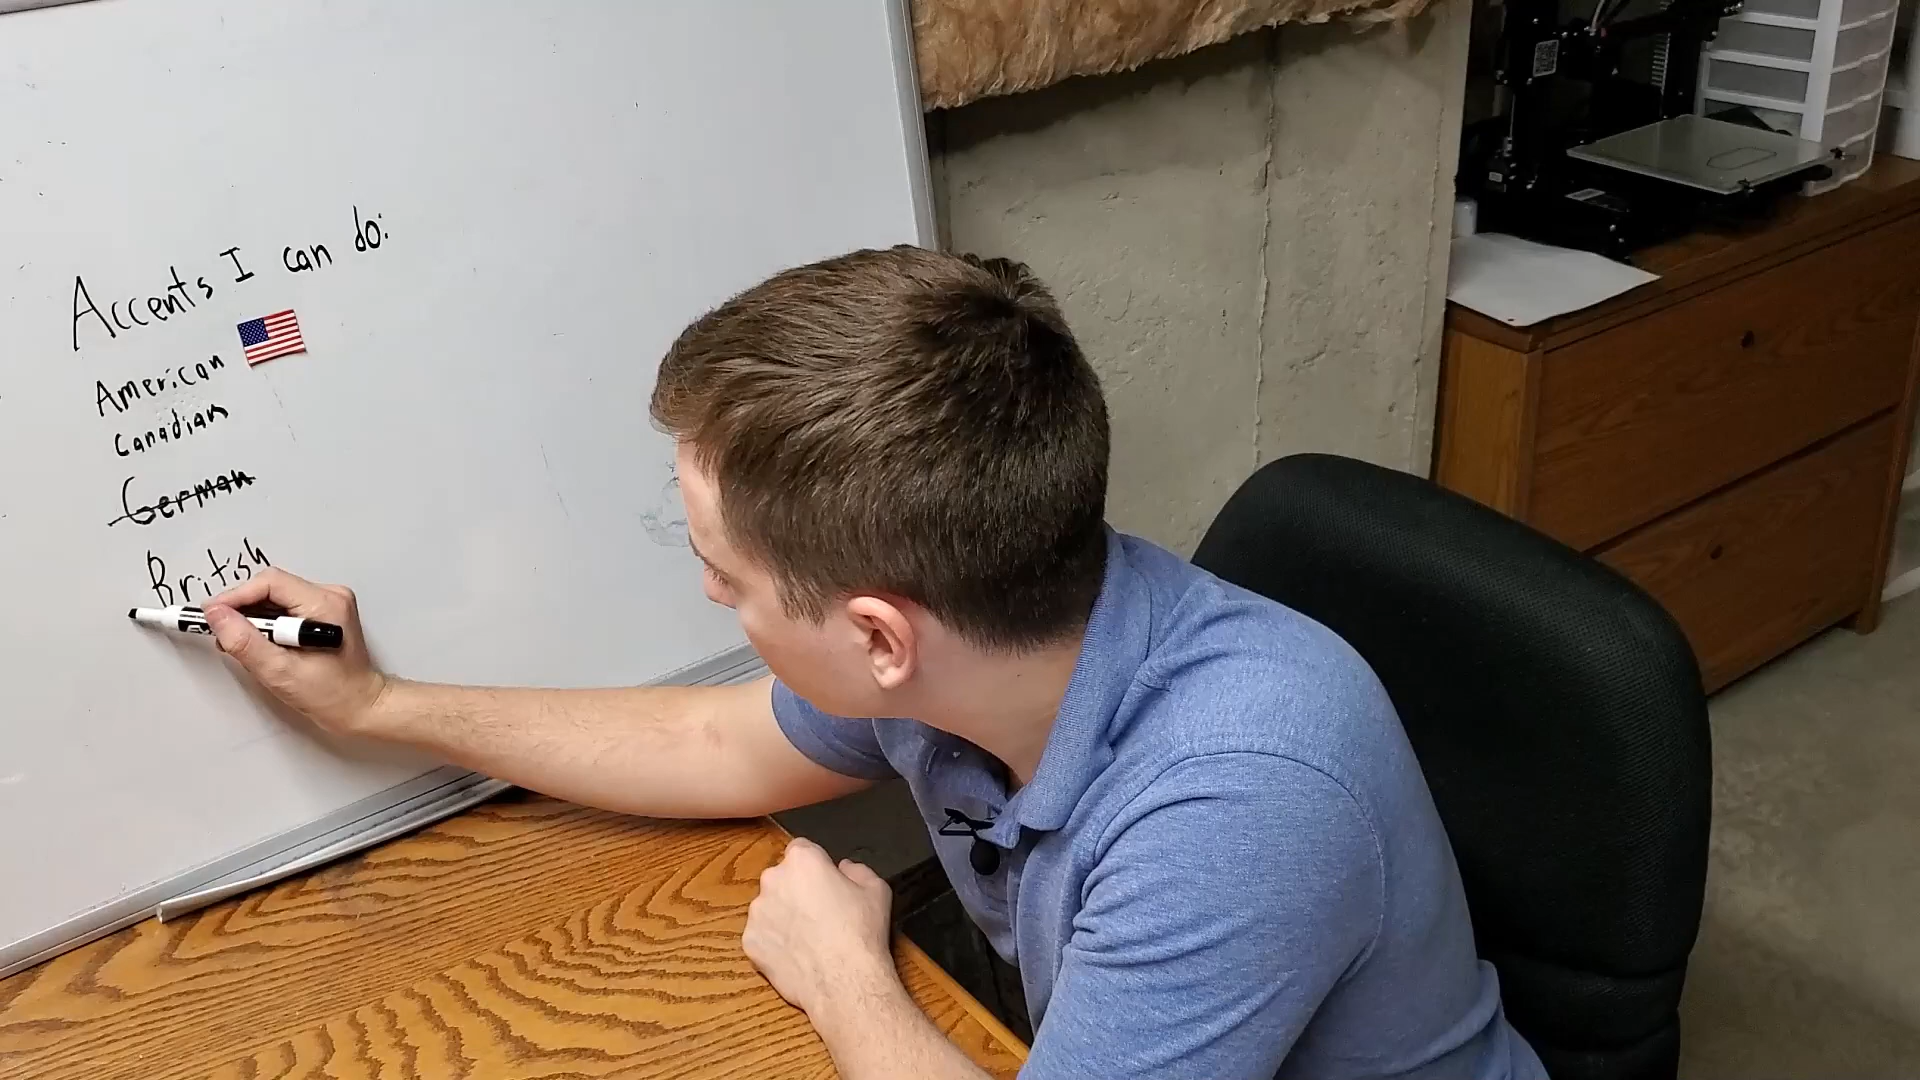 Accents I can do:
American
Canadian
German
British